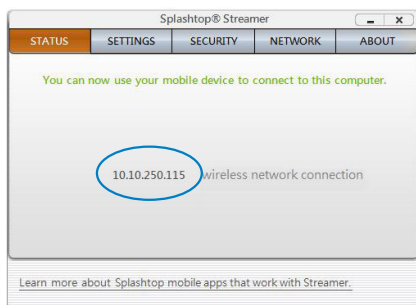 Splashtop® Streamer
STATUS SETTINGS SECURITY NETWORK ABOUT
You can now use your mobile device to connect to this computer.
10.10.250.115 wireless network connection
Learn more about Splashtop mobile apps that work with Streamer.